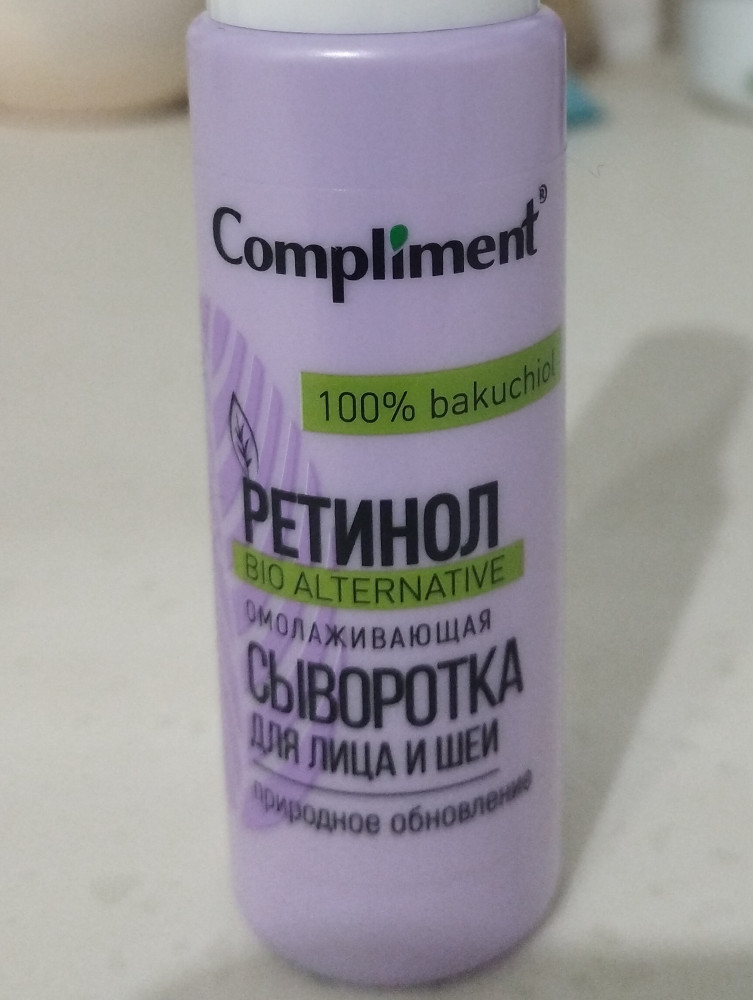 Compliment®
100% bakuchiol
РЕТИНОЛ
BIO ALTERNATIVE
ОМОЛАЖИВАЮЩАЯ
СЫВОРОТКА
ДЛЯ ЛИЦА И ШЕИ
природное обновление